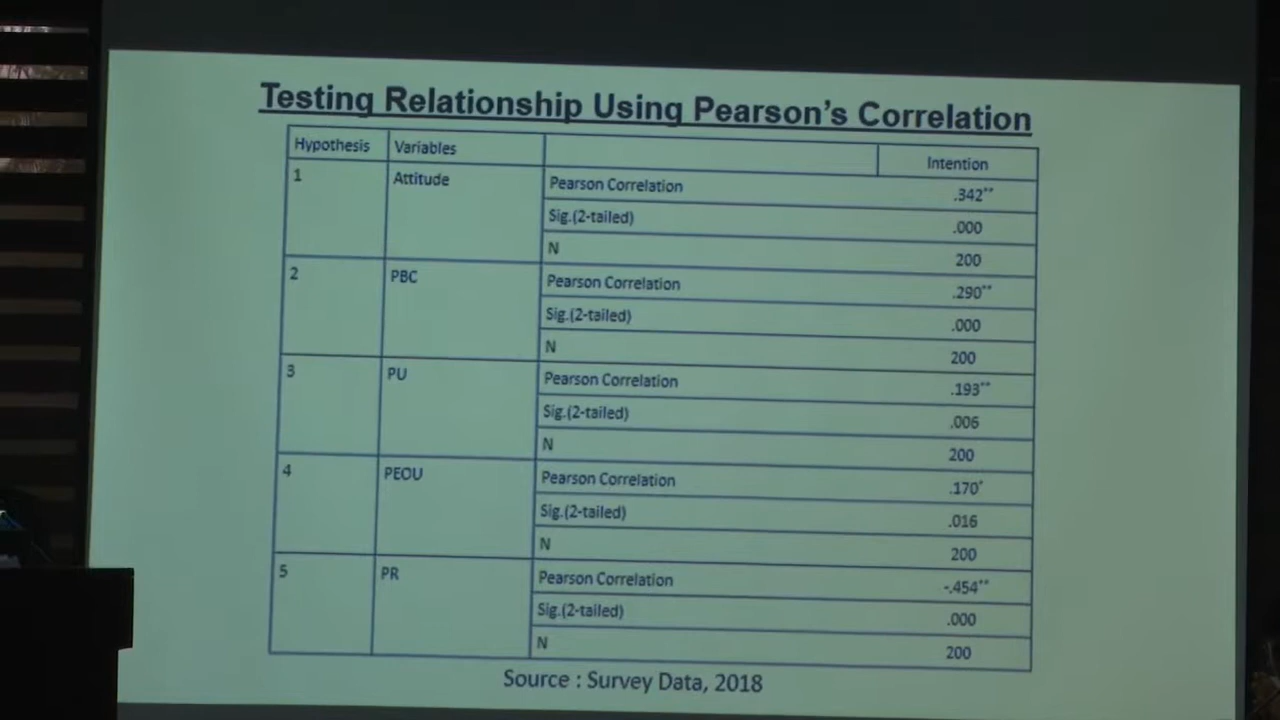 Testing Relationship Using Pearson's Correlation
Hypothesis Variables Intention
1 Attitude Pearson Correlation .342**
Sig.(2-tailed) .000
N 200
2 PBC Pearson Correlation .290**
Sig.(2-tailed) .000
N 200
3 PU Pearson Correlation .193**
Sig.(2-tailed) .006
N 200
4 PEOU Pearson Correlation .170*
Sig.(2-tailed) .016
N 200
5 PR Pearson Correlation -.454**
Sig.(2-tailed) .000
N 200
Source : Survey Data, 2018